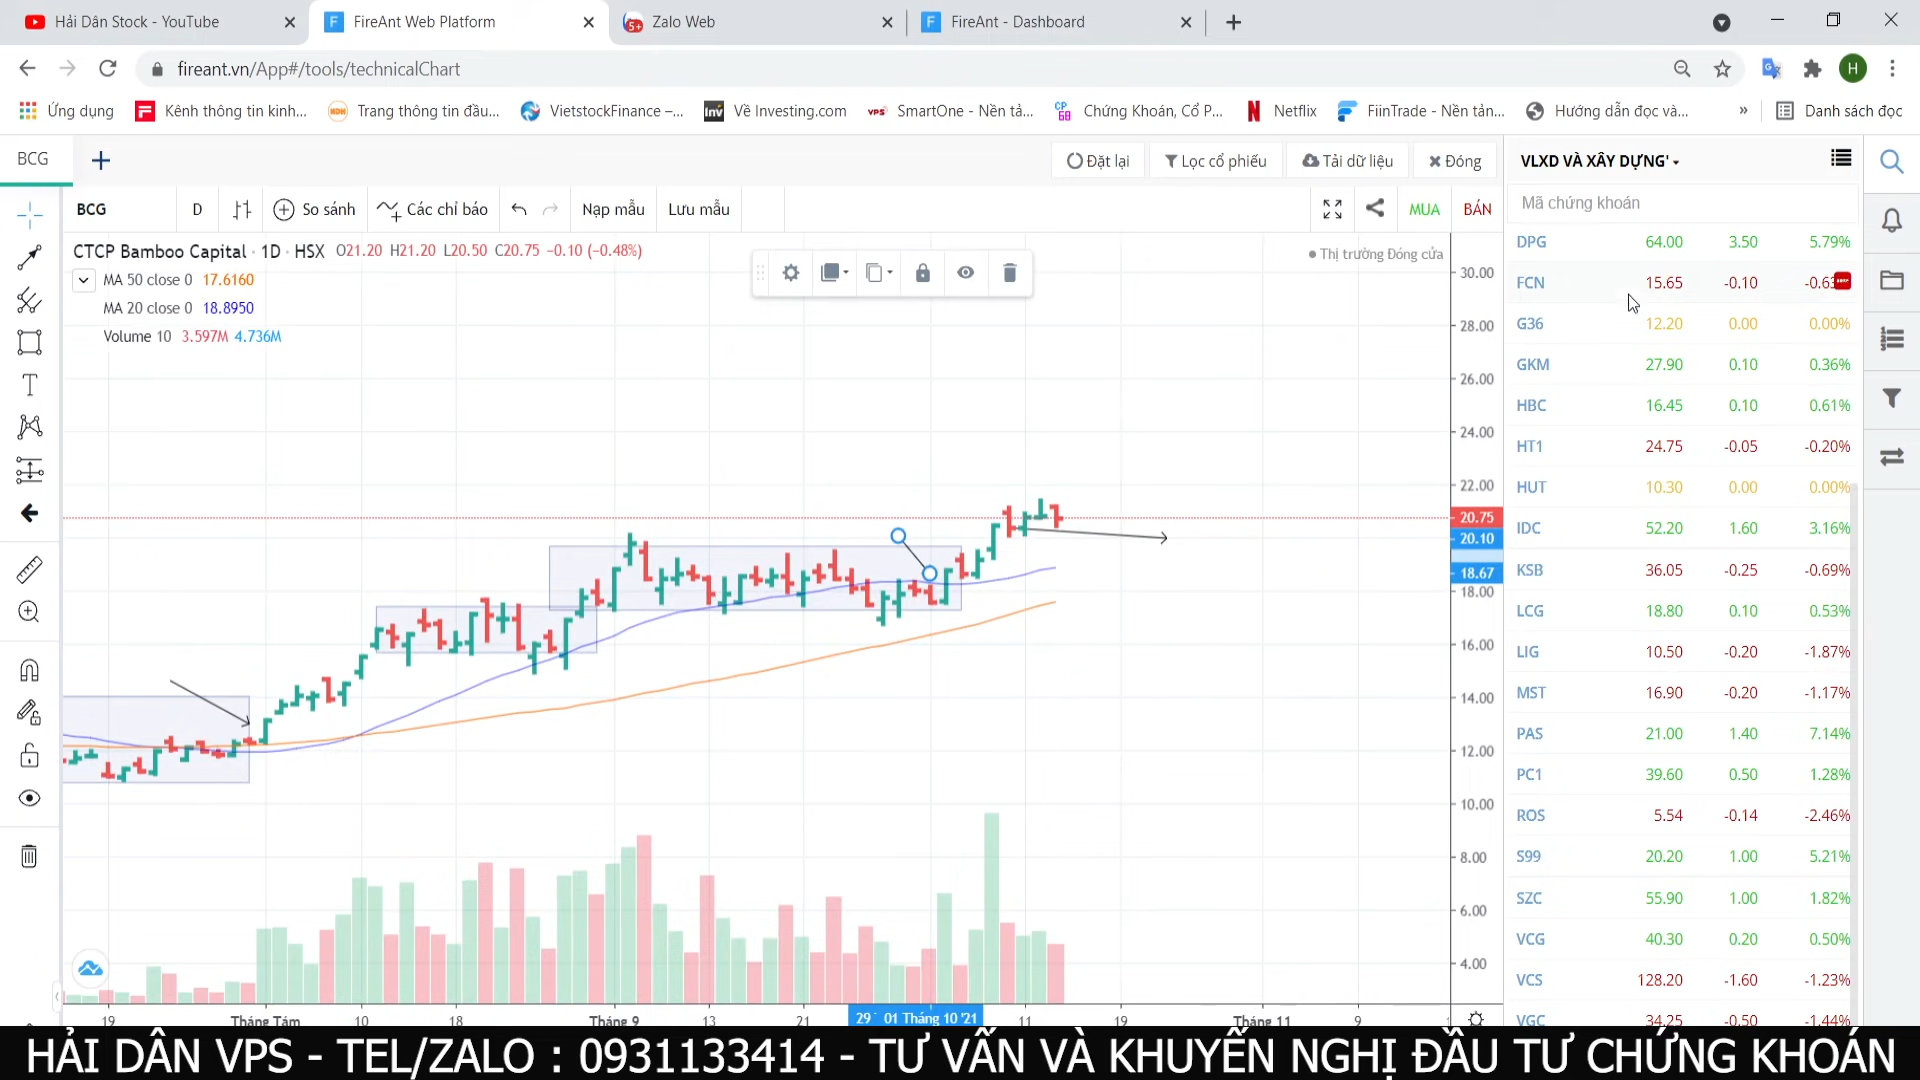 Hải Dân Stock - YouTube
FireAnt Web Platform
Zalo Web
FireAnt - Dashboard
fireant.vn/App#/tools/technicalChart
H
Ứng dụng
Kênh thông tin kinh...
Trang thông tin đầu...
VietstockFinance –...
Về Investing.com
SmartOne - Nền tả...
Chứng Khoán, Cổ P...
Netflix
FiinTrade - Nền tản...
Hướng dẫn đọc và...
»
Danh sách đọc
BCG
Đặt lại
Lọc cổ phiếu
Tải dữ liệu
Đóng
BCG
D
So sánh
Các chỉ báo
Nạp mẫu
Lưu mẫu
MUA
BÁN
CTCP Bamboo Capital · 1D · HSX O21.20 H21.20 L20.50 C20.75 −0.10 (−0.48%)
Thị trường Đóng cửa
MA 50 close 0 17.6160
MA 20 close 0 18.8950
Volume 10 3.597M 4.736M
30.00
28.00
26.00
24.00
22.00
20.75
20.10
18.67
18.00
16.00
14.00
12.00
10.00
8.00
6.00
4.00
19
Tháng Tám
10
18
Tháng 9
13
21
29
01 Tháng 10 '21
11
19
Tháng 11
9
VLXD VÀ XÂY DỰNG'
Mã chứng khoán
DPG 64.00 3.50 5.79%
FCN 15.65 -0.10 -0.63
G36 12.20 0.00 0.00%
GKM 27.90 0.10 0.36%
HBC 16.45 0.10 0.61%
HT1 24.75 -0.05 -0.20%
HUT 10.30 0.00 0.00%
IDC 52.20 1.60 3.16%
KSB 36.05 -0.25 -0.69%
LCG 18.80 0.10 0.53%
LIG 10.50 -0.20 -1.87%
MST 16.90 -0.20 -1.17%
PAS 21.00 1.40 7.14%
PC1 39.60 0.50 1.28%
ROS 5.54 -0.14 -2.46%
S99 20.20 1.00 5.21%
SZC 55.90 1.00 1.82%
VCG 40.30 0.20 0.50%
VCS 128.20 -1.60 -1.23%
VGC 34.25 -0.50 -1.44%
HẢI DÂN VPS - TEL/ZALO : 0931133414 - TƯ VẤN VÀ KHUYẾN NGHỊ ĐẦU TƯ CHỨNG KHOÁN